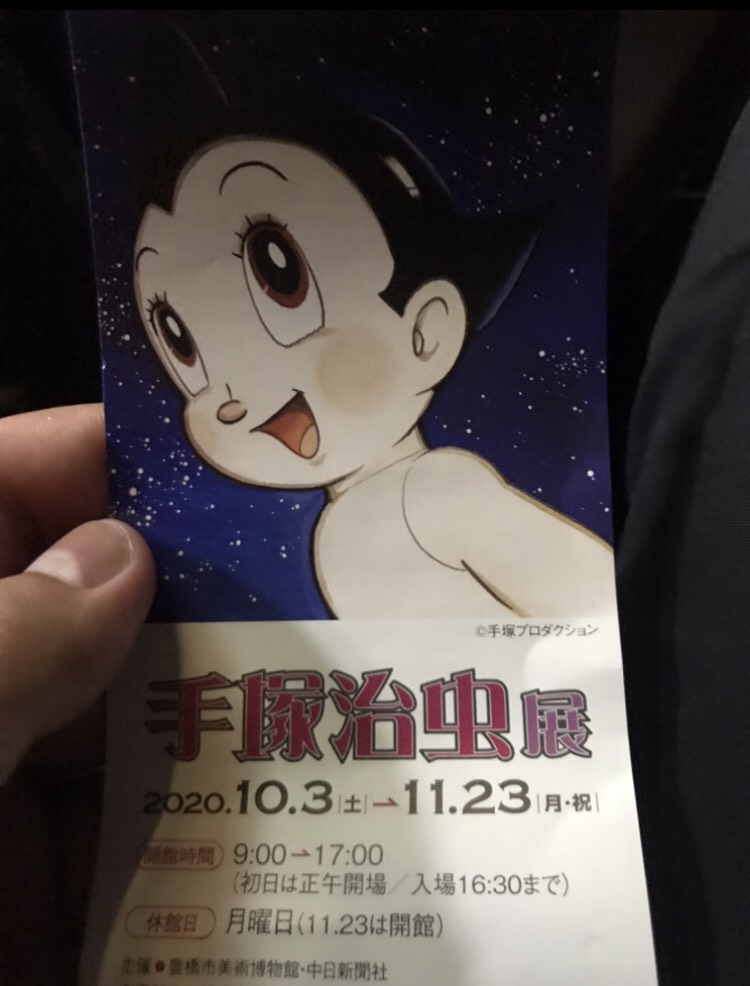 ©手塚プロダクション
手塚治虫展
2020.10.3|土|→11.23|月・祝|
開館時間 9:00→17:00
(初日は正午開場／入場16:30まで)
休館日 月曜日(11.23は開館)
主催●豊橋市美術博物館・中日新聞社